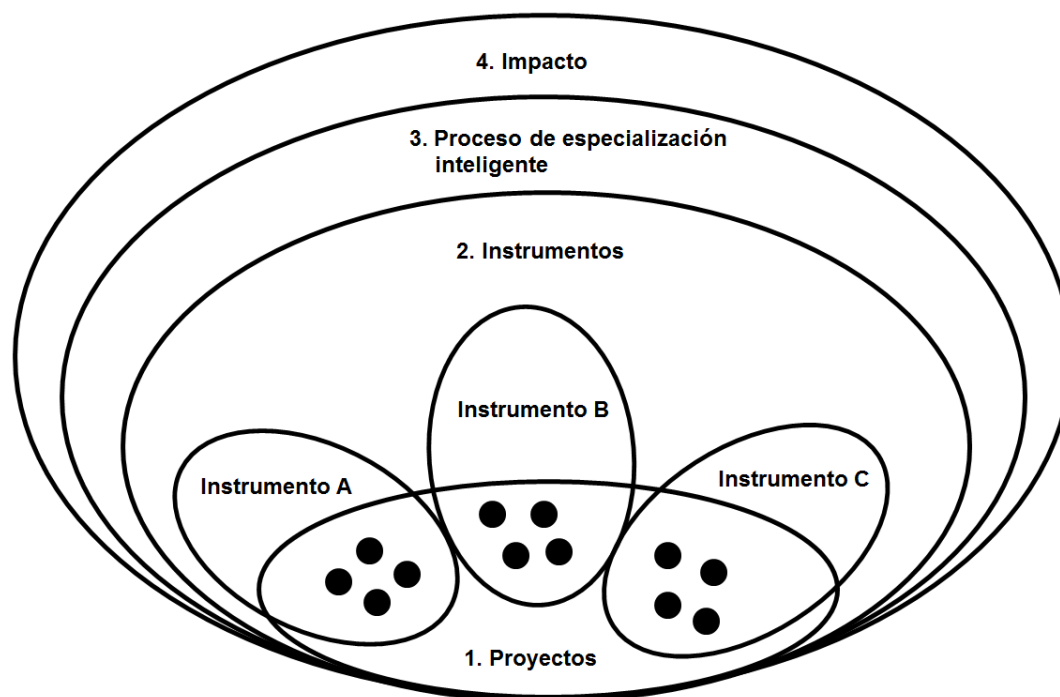 4. Impacto
3. Proceso de especialización
inteligente
2. Instrumentos
Instrumento B
Instrumento A
Instrumento C
1. Proyectos